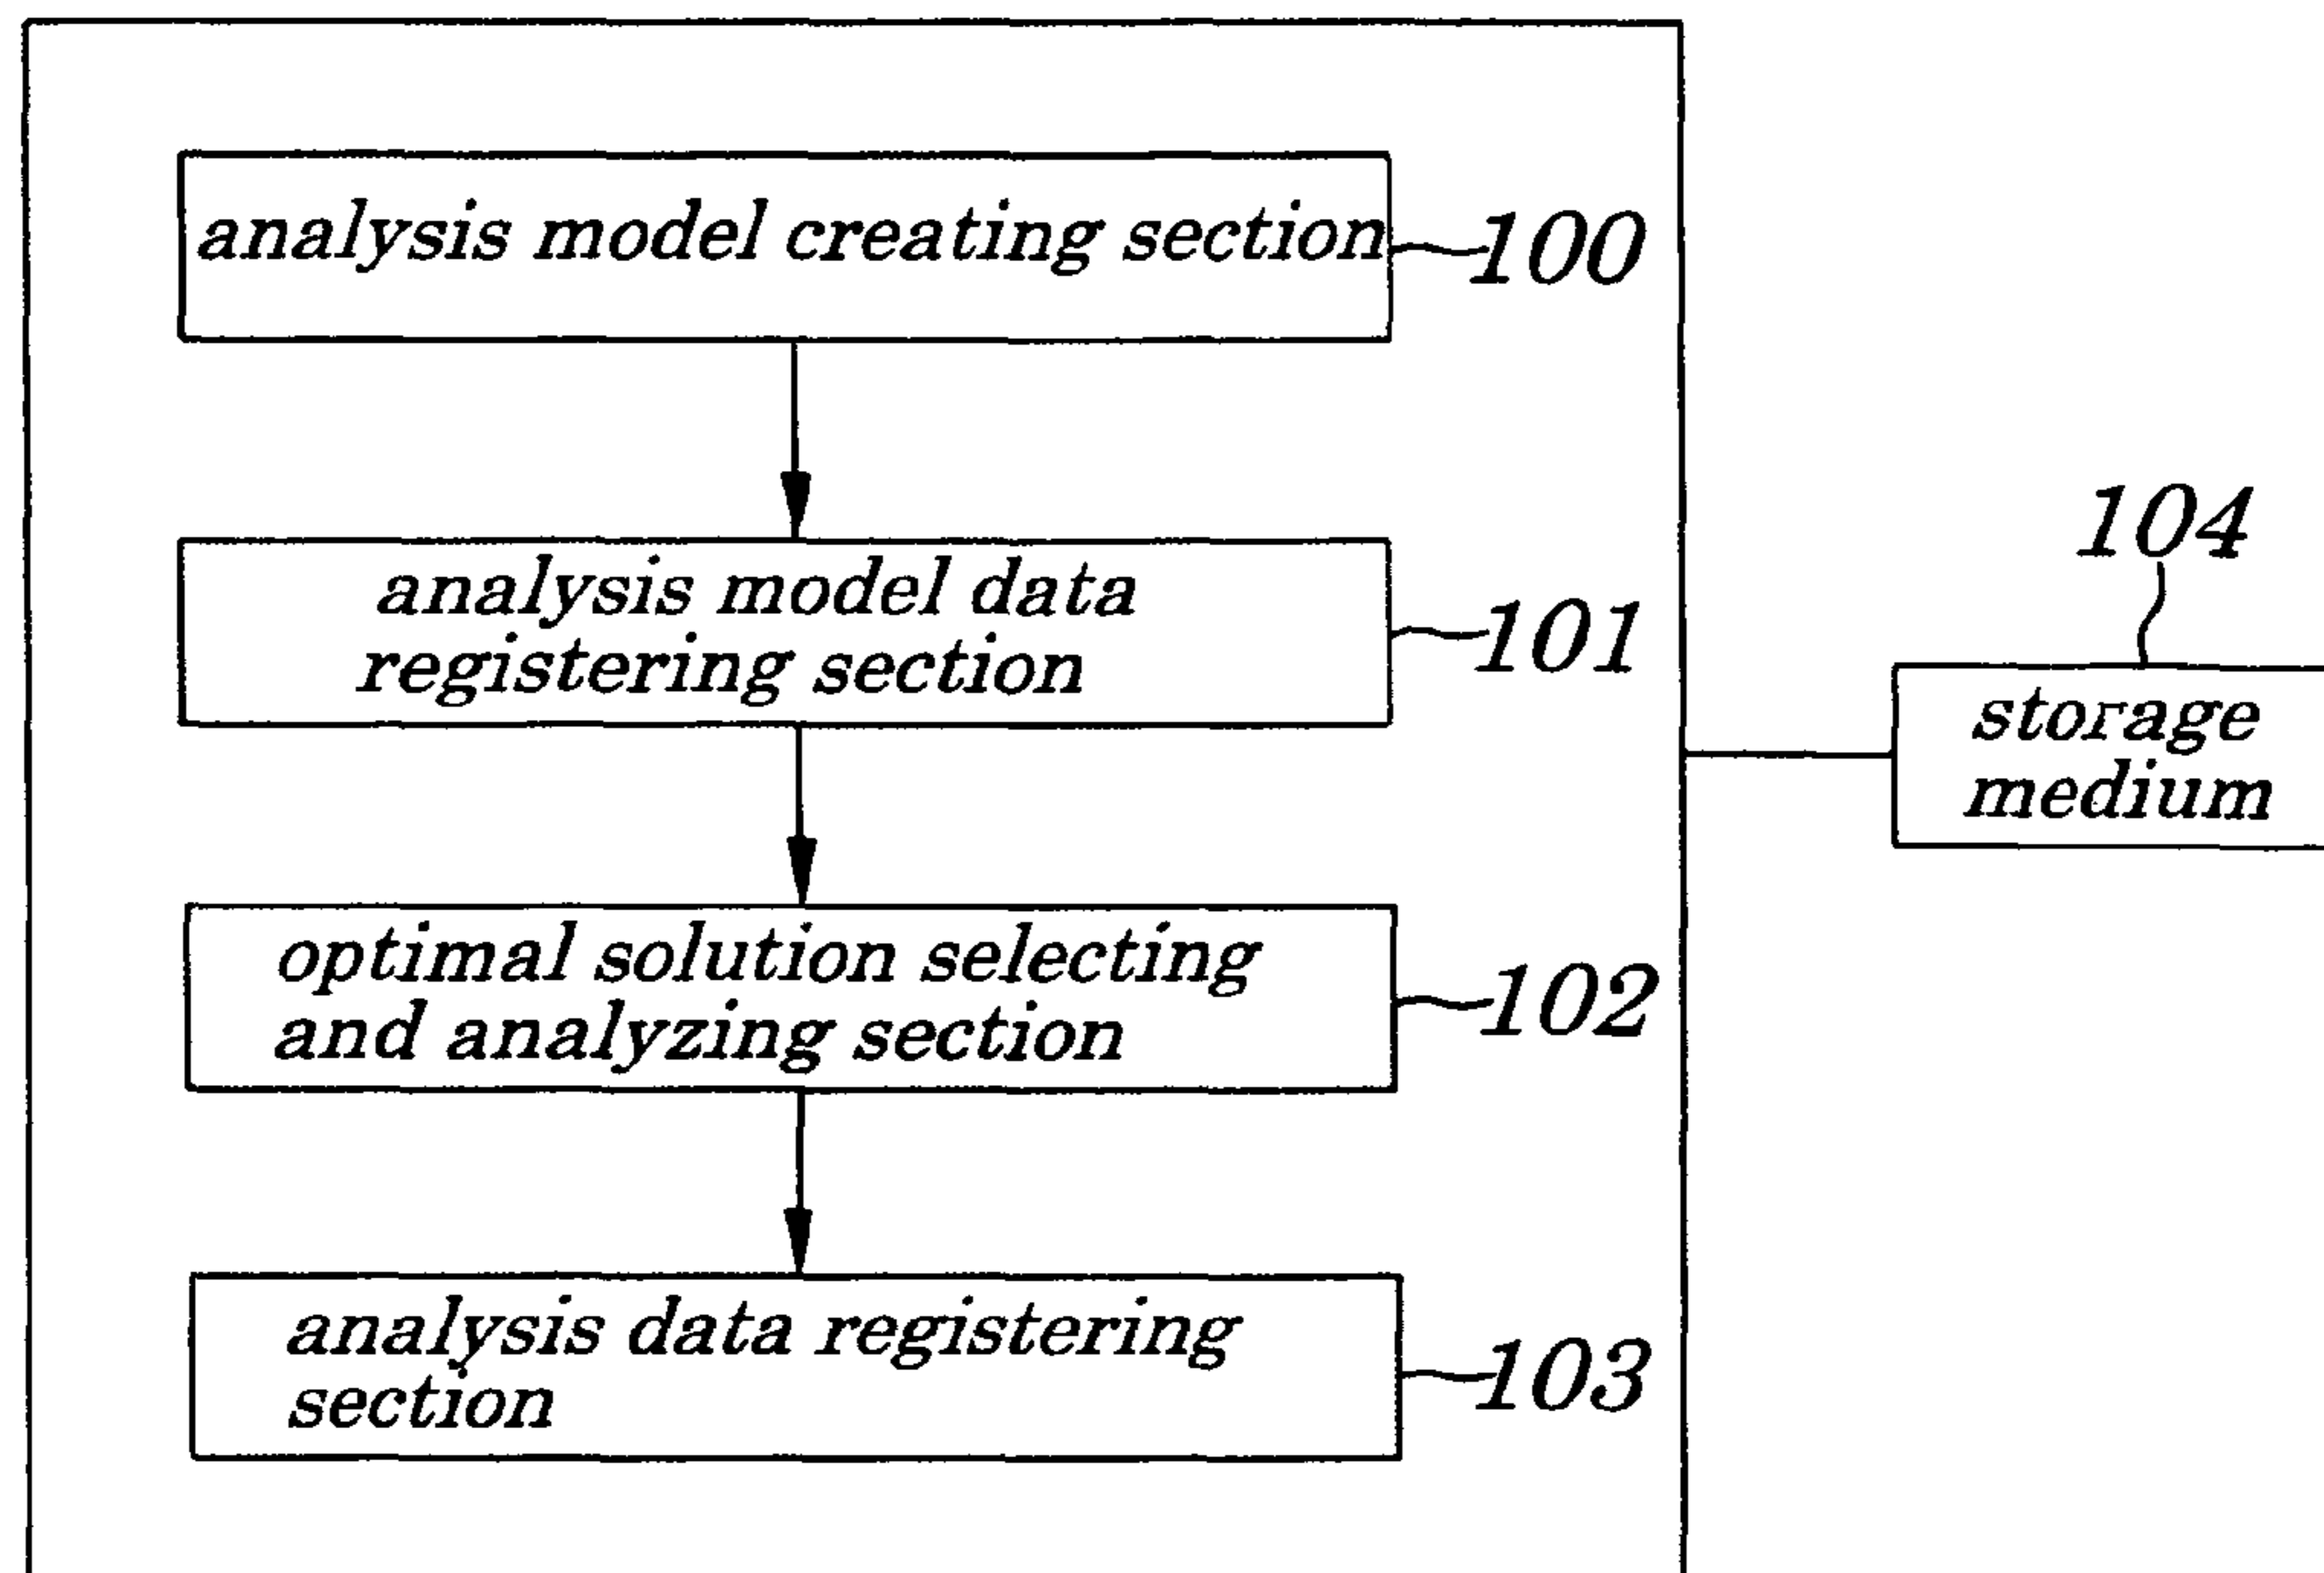 analysis model creating section
100
analysis model data
registering section
101
104
storage
medium
optimal solution selecting
and analyzing section
102
analysis data registering
section
103